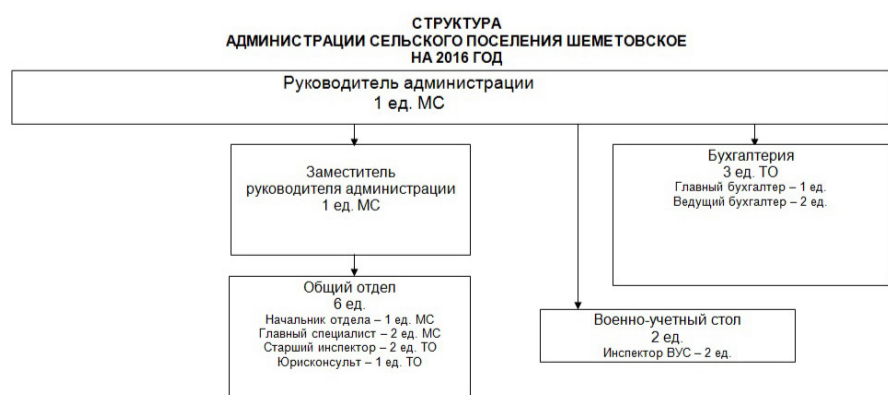 СТРУКТУРА
АДМИНИСТРАЦИИ СЕЛЬСКОГО ПОСЕЛЕНИЯ ШЕМЕТОВСКОЕ
НА 2016 ГОД
Руководитель администрации
1 ед. МС
Заместитель
руководителя администрации
1 ед. МС
Бухгалтерия
3 ед. ТО
Главный бухгалтер – 1 ед.
Ведущий бухгалтер – 2 ед.
Общий отдел
6 ед.
Начальник отдела – 1 ед. МС
Главный специалист – 2 ед. МС
Старший инспектор – 2 ед. ТО
Юрисконсульт – 1 ед. ТО
Военно-учетный стоп
2 ед.
Инспектор ВУС – 2 ед.